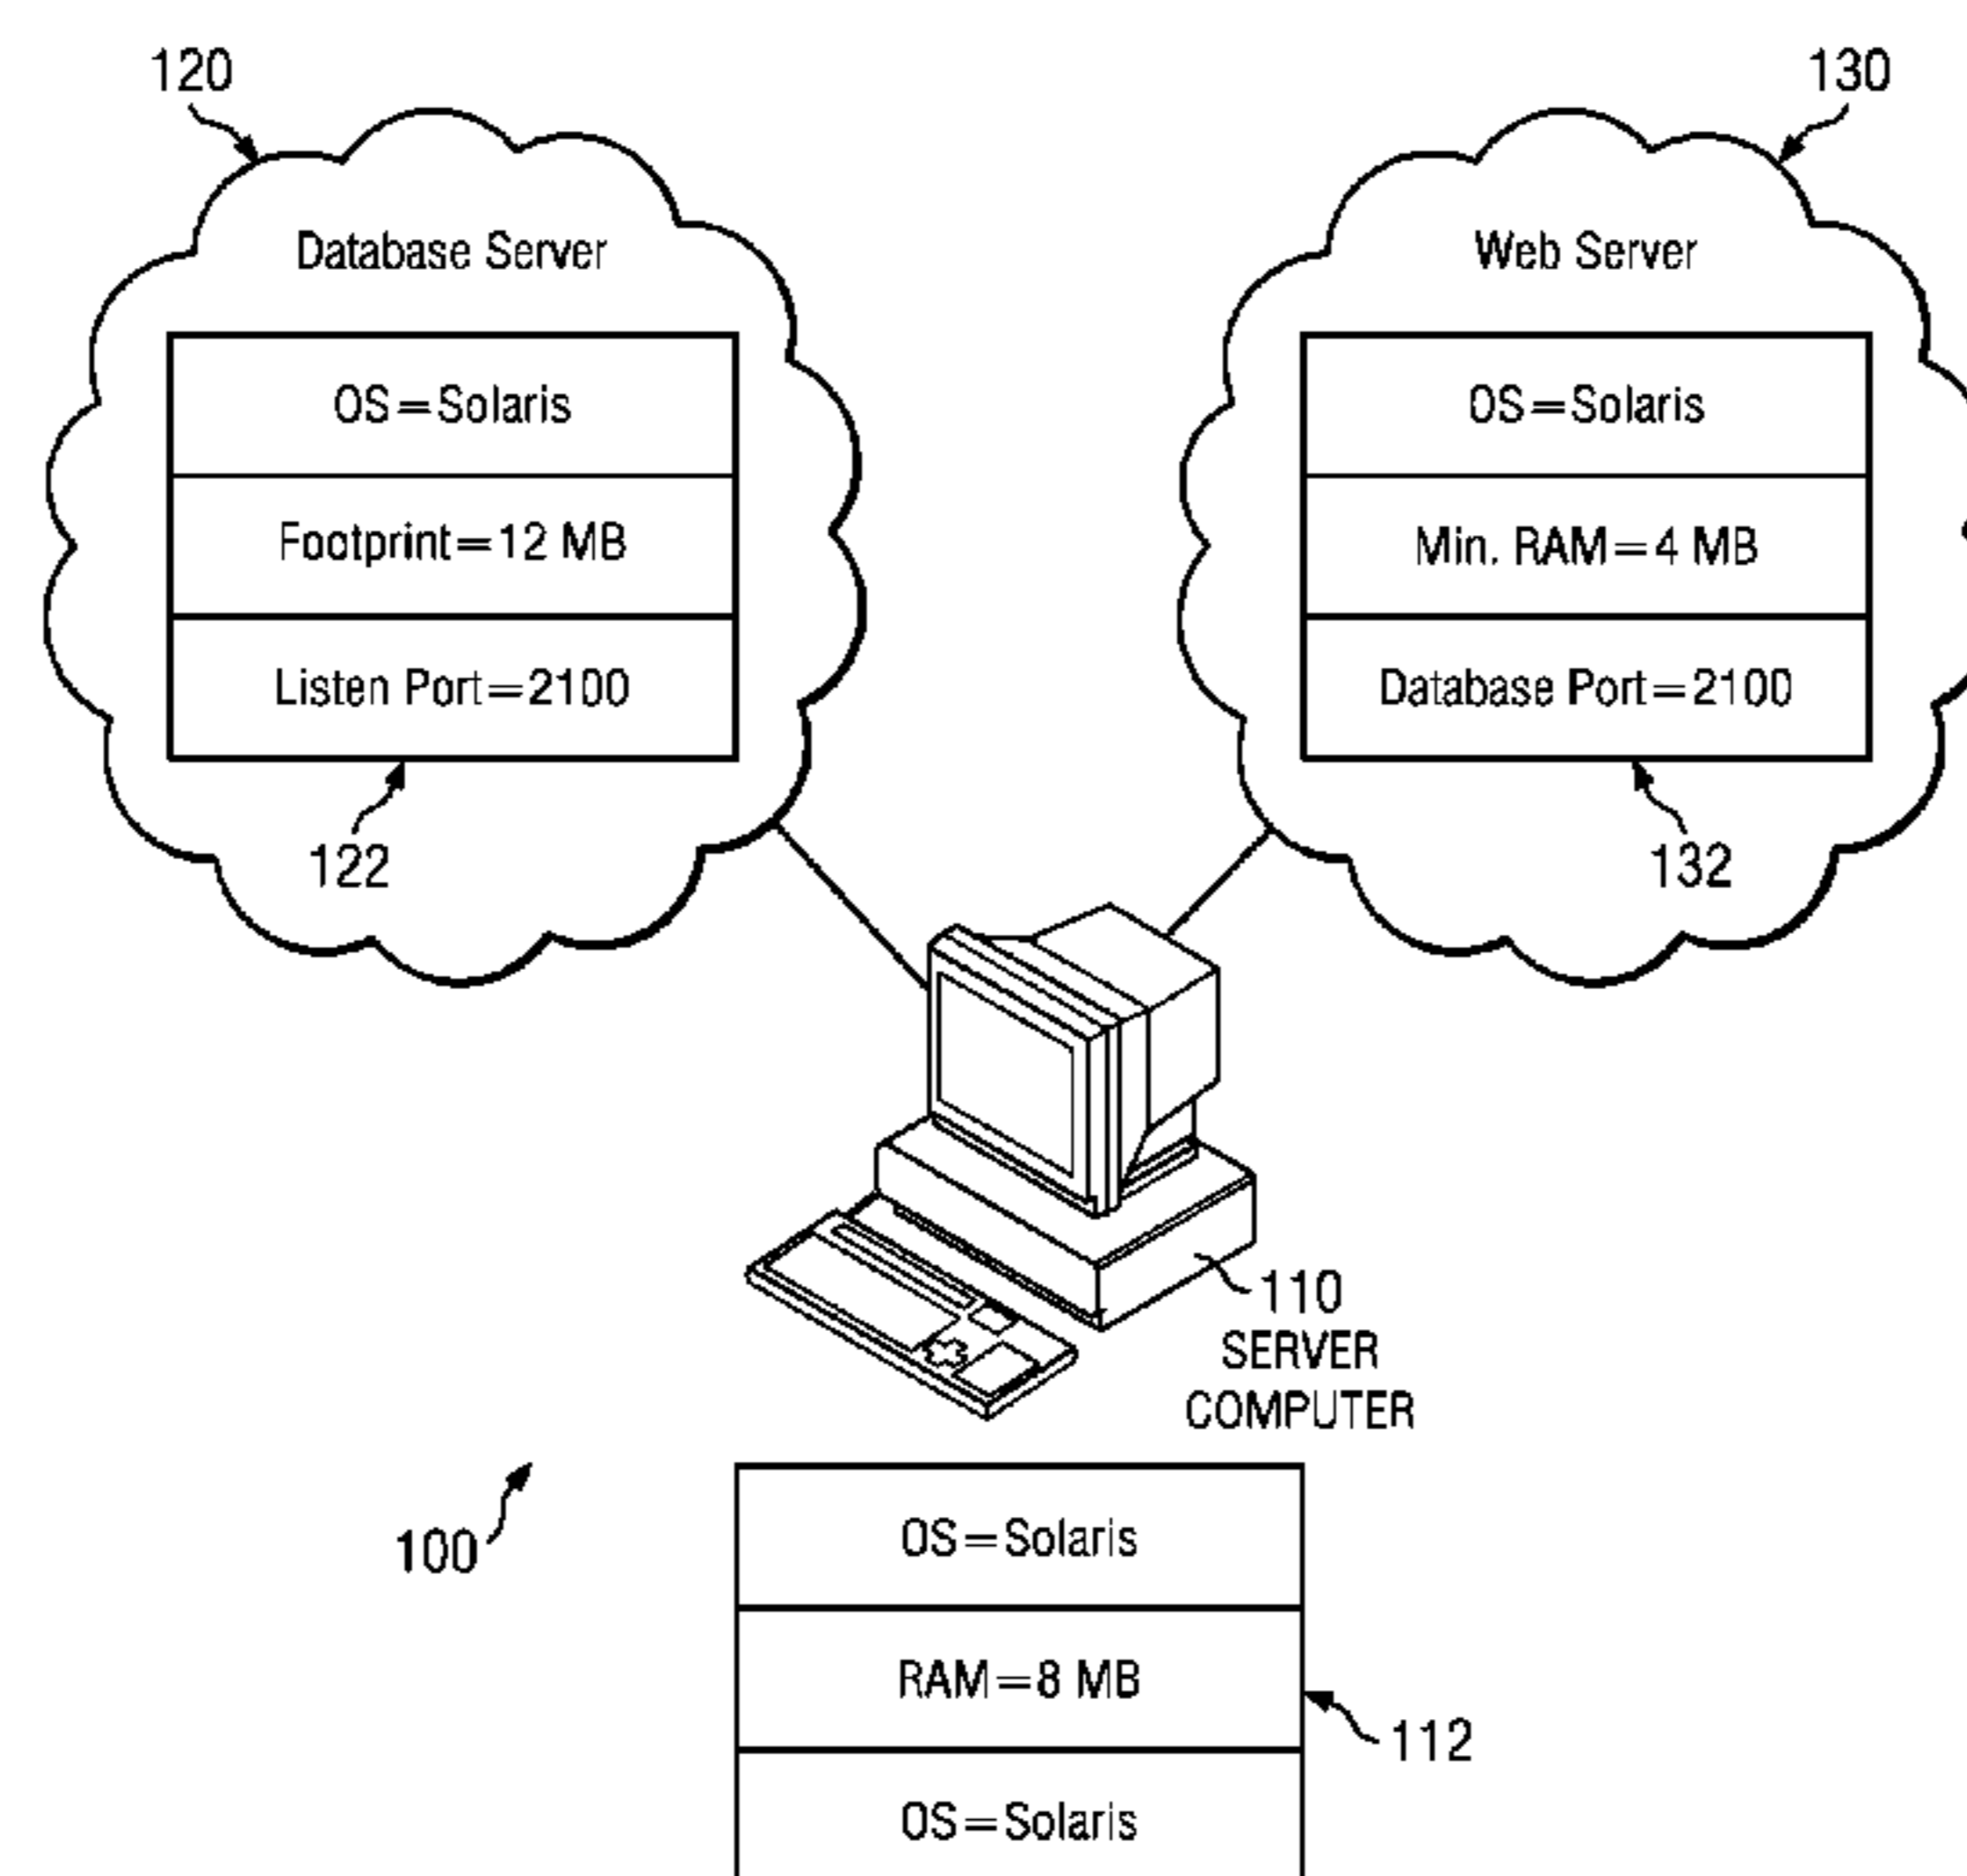 120
130
Database Server
OS=Solaris
Footprint=12 MB
Listen Port=2100
122
Web Server
OS=Solaris
Min. RAM=4 MB
Database Port=2100
132
110
SERVER
COMPUTER
100
OS=Solaris
RAM=8 MB
OS=Solaris
112